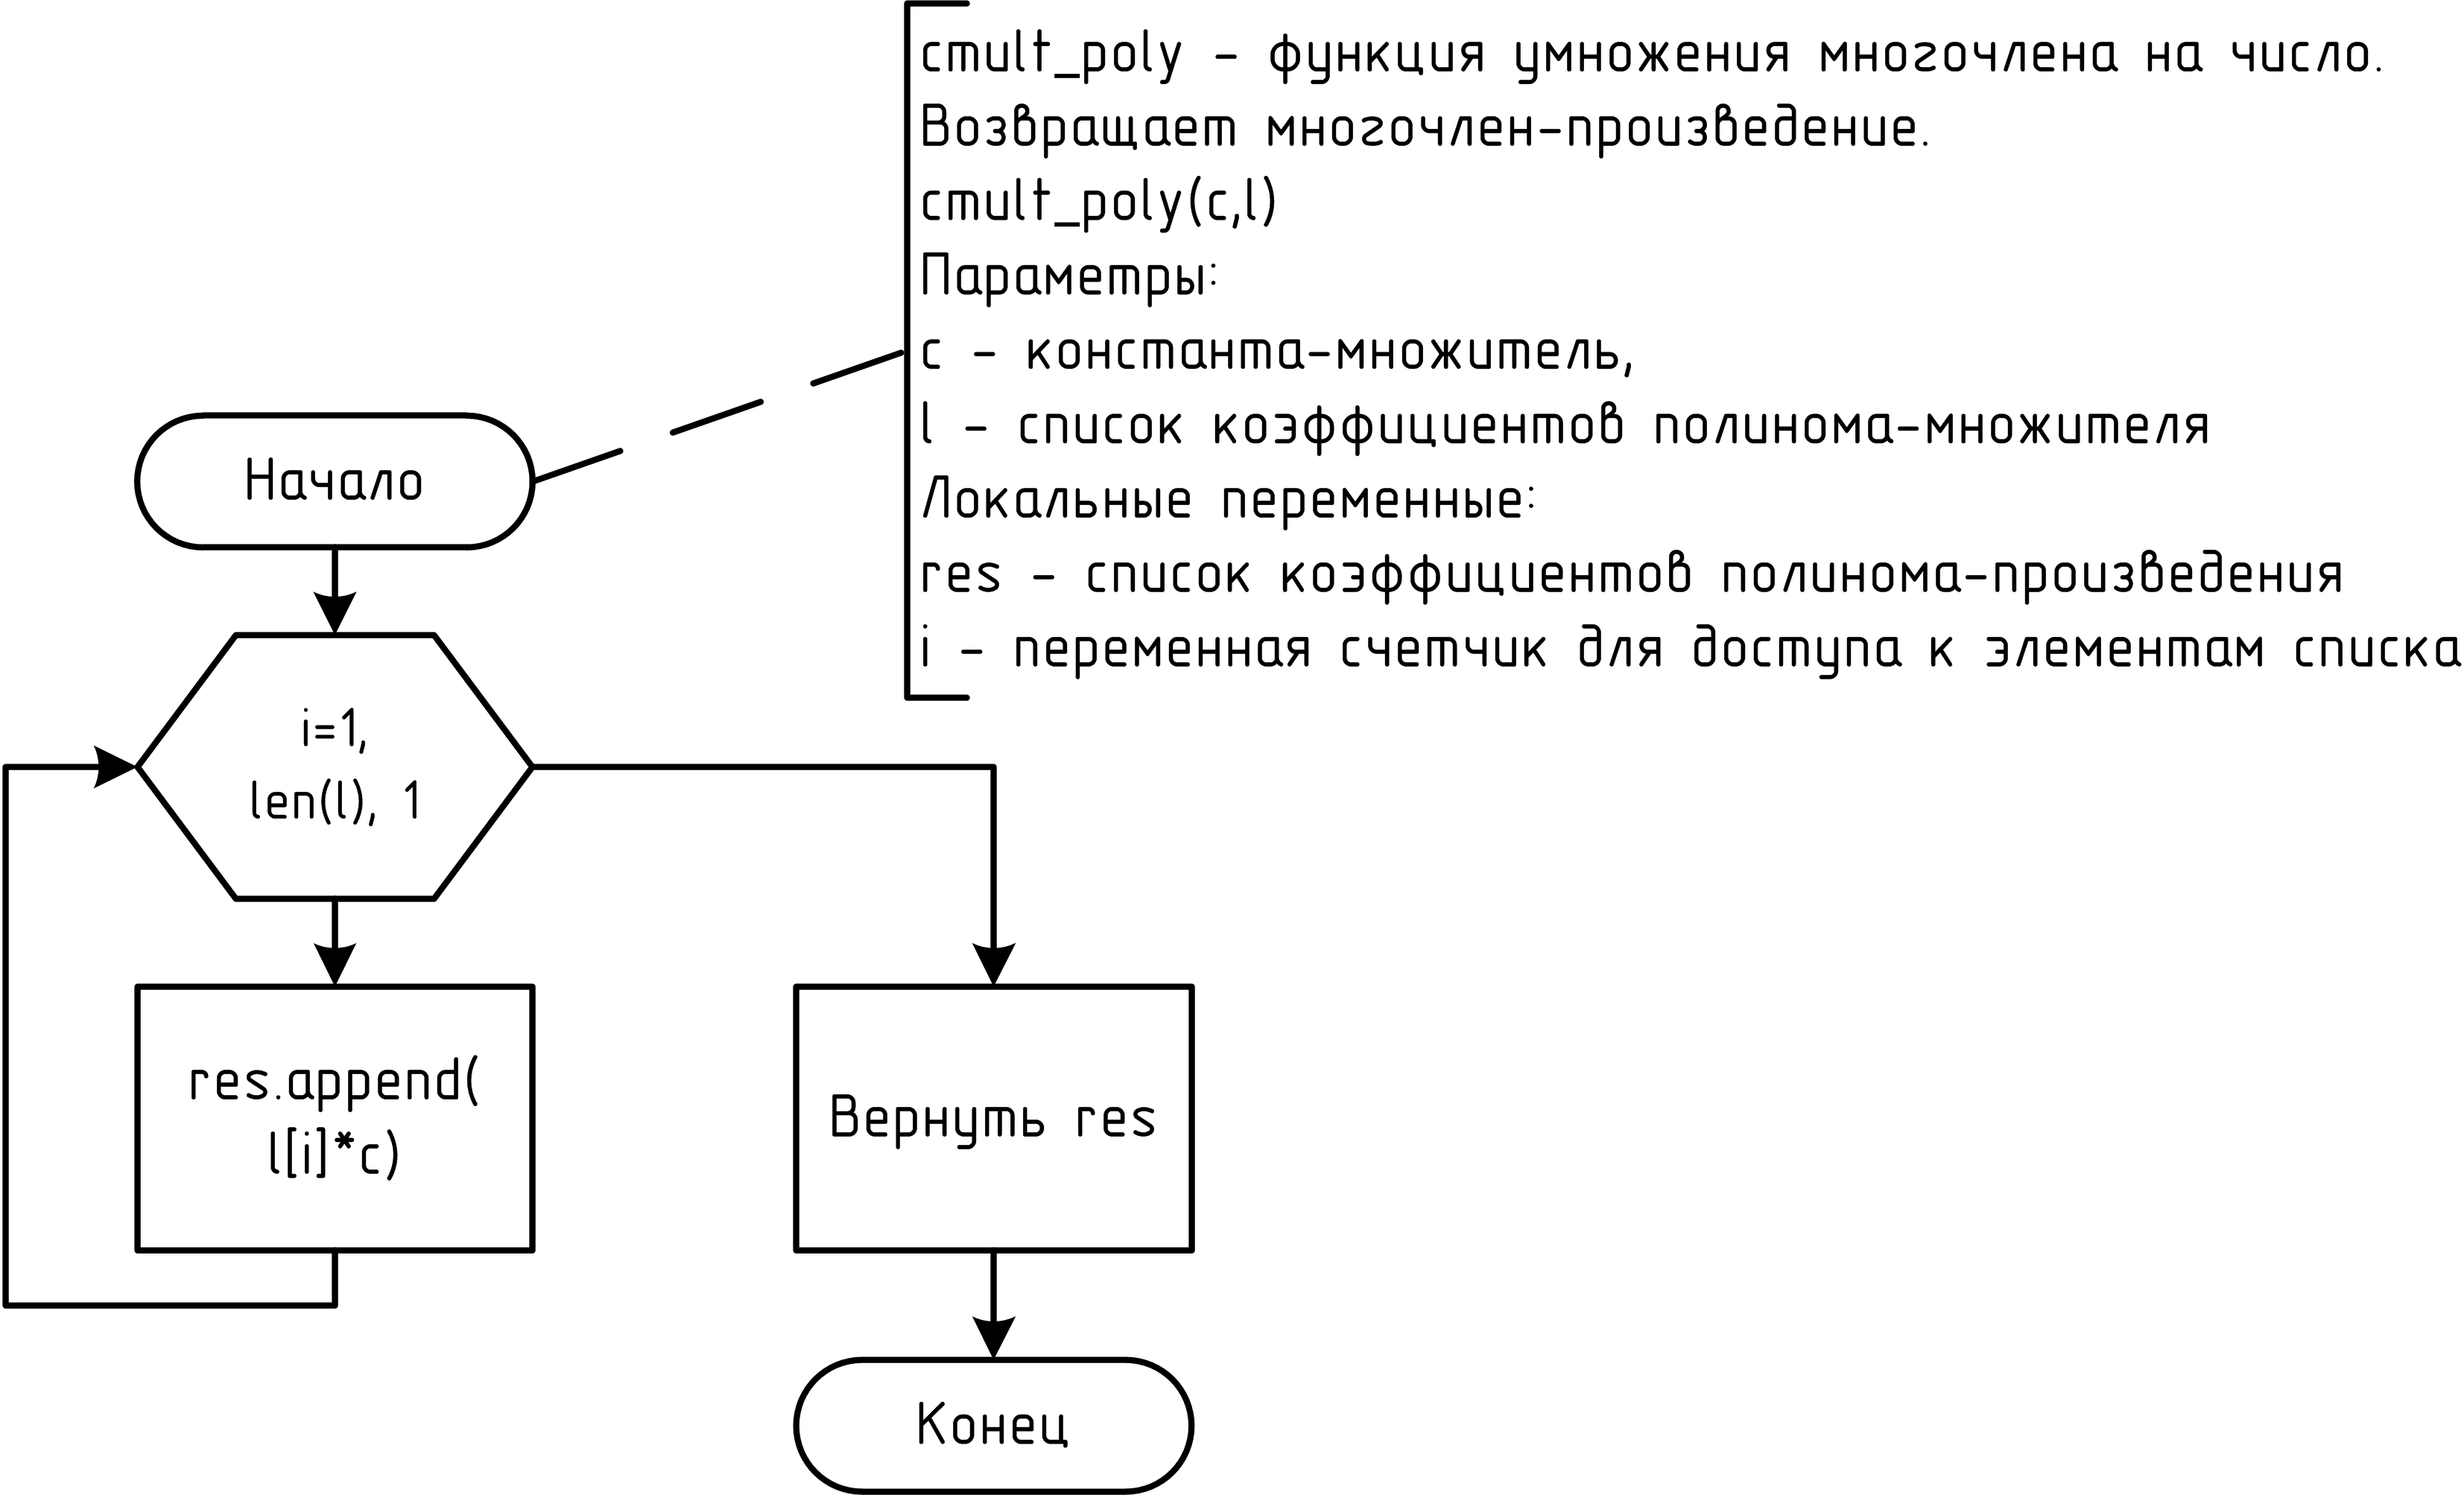 cmult_poly - функция умножения многочлена на число.
Возвращает многочлен-произведение.
cmult_poly(c,l)
Параметры:
c - константа-множитель,
l - список коэффициентов полинома-множителя
Локальные переменные:
res - список коэффициентов полинома-произведения
i - переменная счетчик для доступа к элементам списка
Начало
i=1,
len(l), 1
res.append(
l[i]*c)
Вернуть res
Конец